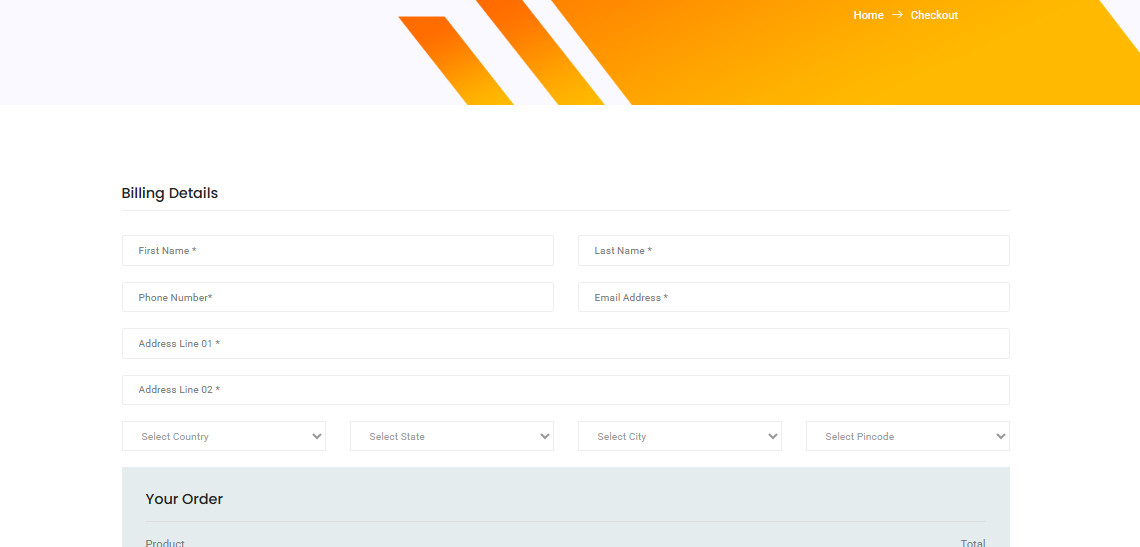 Home → Checkout
Billing Details
First Name * Last Name *
Phone Number* Email Address *
Address Line 01 *
Address Line 02 *
Select Country Select State Select City Select Pincode
Your Order
Product Total